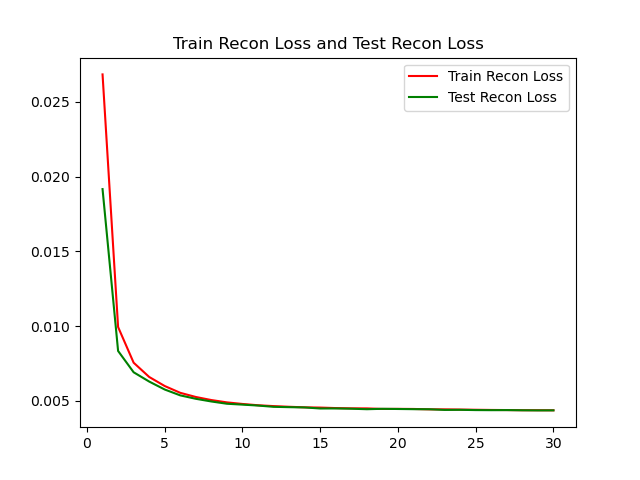 Train Recon Loss and Test Recon Loss
Train Recon Loss
Test Recon Loss
0.025
0.020
0.015
0.010
0.005
0 5 10 15 20 25 30